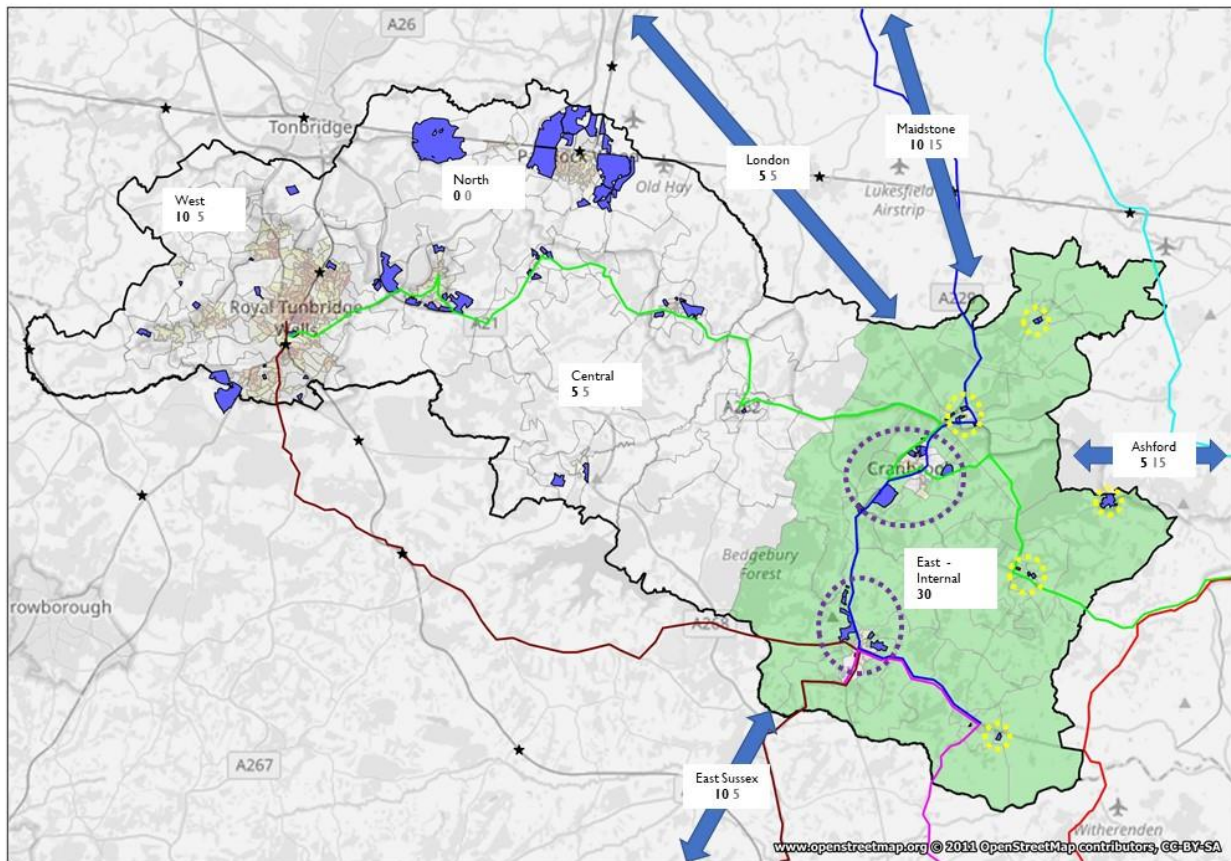 A26
Tonbridge
Maidstone
10 15
London
5 5
North
0 0
Old Hay
Lukesfield
Airstrip
West
10 5
Royal Tunbridge
Wells
A21
A229
Central
5 5
A262
Ashford
5 15
Cranbrook
Bedgebury
Forest
East -
Internal
30
rowborough
A268
East Sussex
10 5
A267
Witherenden
www.openstreetmap.org © 2011 OpenStreetMap contributors, CC-BY-SA